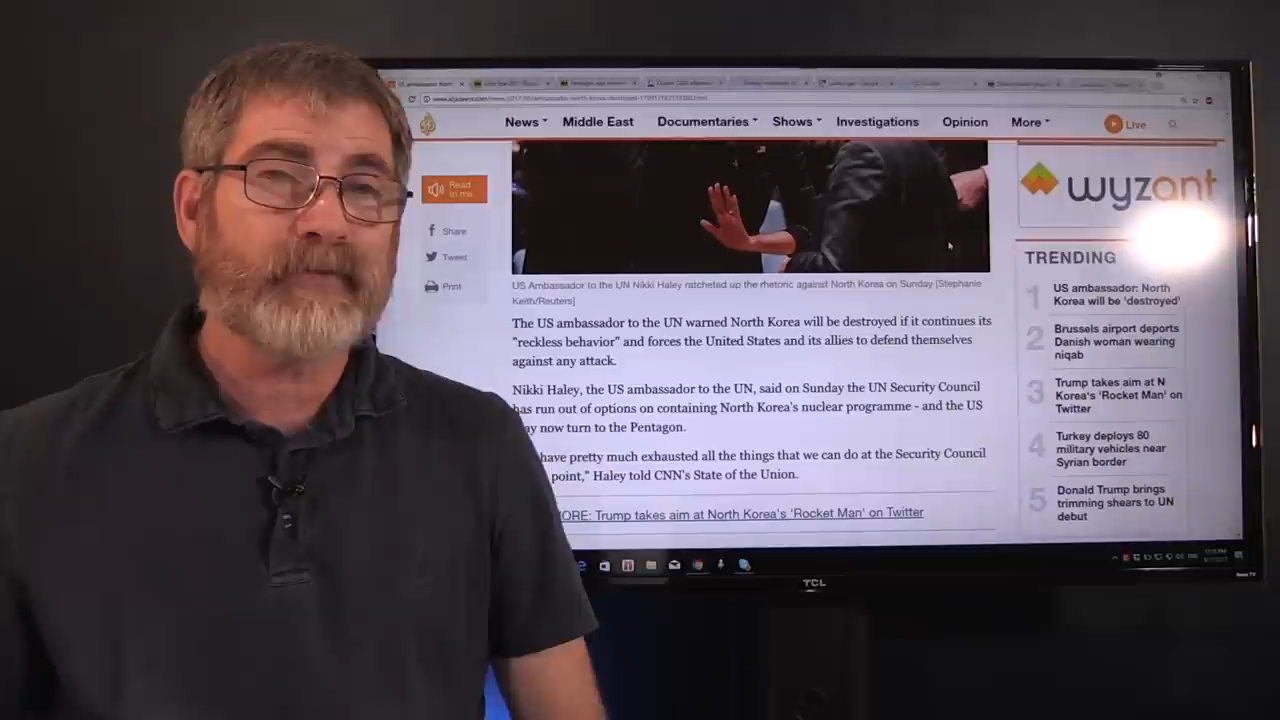 News Middle East Documentaries Shows Investigations Opinion More Live
Read
to me
Share
Tweet
Print
US Ambassador to the UN Nikki Haley ratcheted up the rhetoric against North Korea on Sunday [Stephanie
Keith/Reuters]
The US ambassador to the UN warned North Korea will be destroyed if it continues its
"reckless behavior" and forces the United States and its allies to defend themselves
against any attack.
Nikki Haley, the US ambassador to the UN, said on Sunday the UN Security Council
has run out of options on containing North Korea's nuclear programme - and the US
now turn to the Pentagon.
have pretty much exhausted all the things that we can do at the Security Council
point," Haley told CNN's State of the Union.
ORE: Trump takes aim at North Korea's 'Rocket Man' on Twitter
wyzant
TRENDING
1 US ambassador: North
Korea will be 'destroyed'
2 Brussels airport deports
Danish woman wearing
niqab
3 Trump takes aim at N
Korea's 'Rocket Man' on
Twitter
4 Turkey deploys 80
military vehicles near
Syrian border
5 Donald Trump brings
trimming shears to UN
debut
TCL
Roku TV